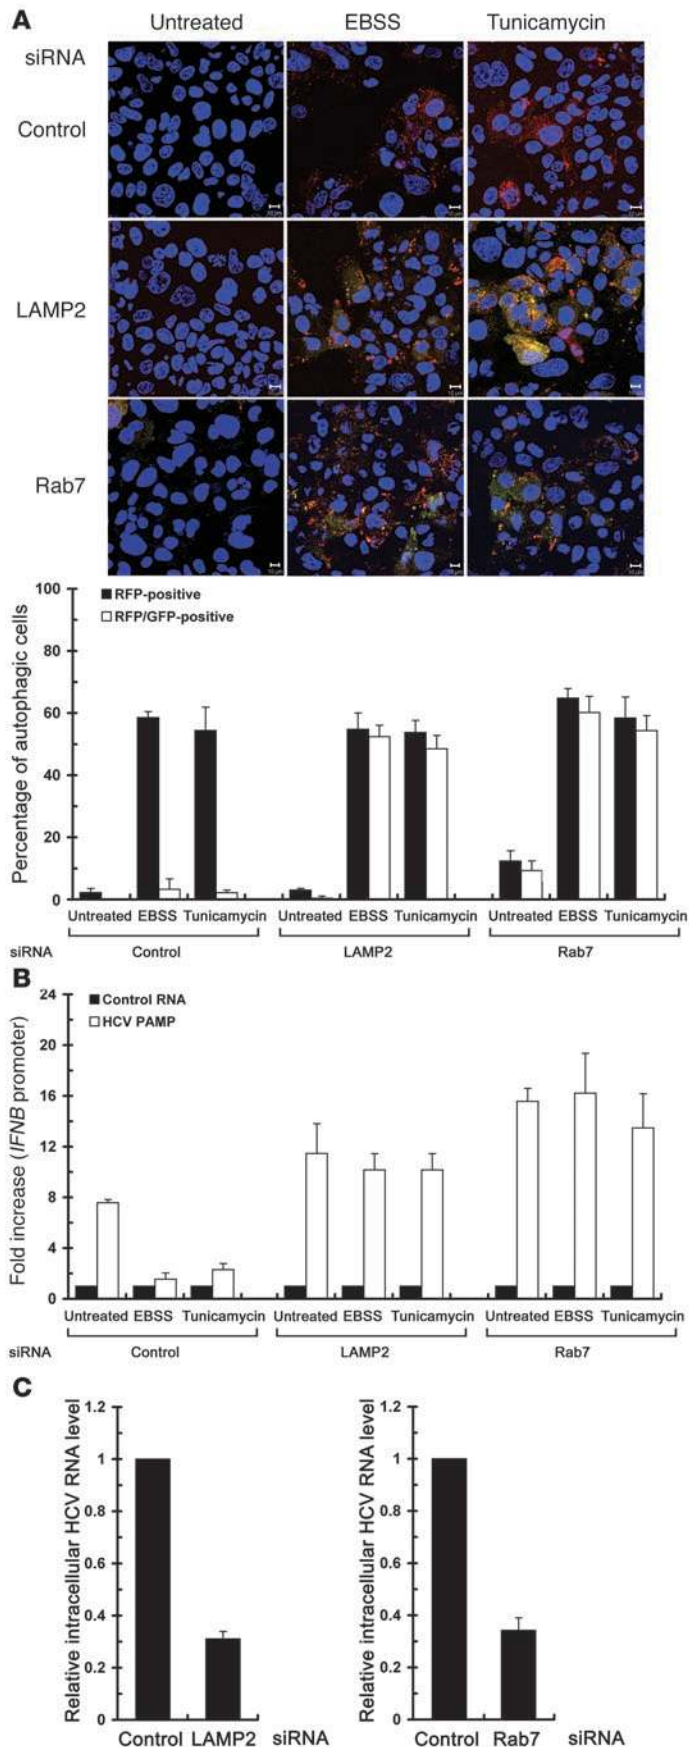 A
Untreated EBSS Tunicamycin
siRNA
Control
LAMP2
Rab7
Percentage of autophagic cells
100
80
60
40
20
0
RFP-positive
RFP/GFP-positive
Untreated EBSS Tunicamycin Untreated EBSS Tunicamycin Untreated EBSS Tunicamycin
siRNA Control LAMP2 Rab7
B
Fold increase (IFNB promoter)
24
20
16
12
8
4
0
Control RNA
HCV PAMP
Untreated EBSS Tunicamycin Untreated EBSS Tunicamycin Untreated EBSS Tunicamycin
siRNA Control LAMP2 Rab7
C
Relative intracellular HCV RNA level
1.2
1
0.8
0.6
0.4
0.2
0
Control LAMP2 siRNA
Relative intracellular HCV RNA level
1.2
1
0.8
0.6
0.4
0.2
0
Control Rab7 siRNA